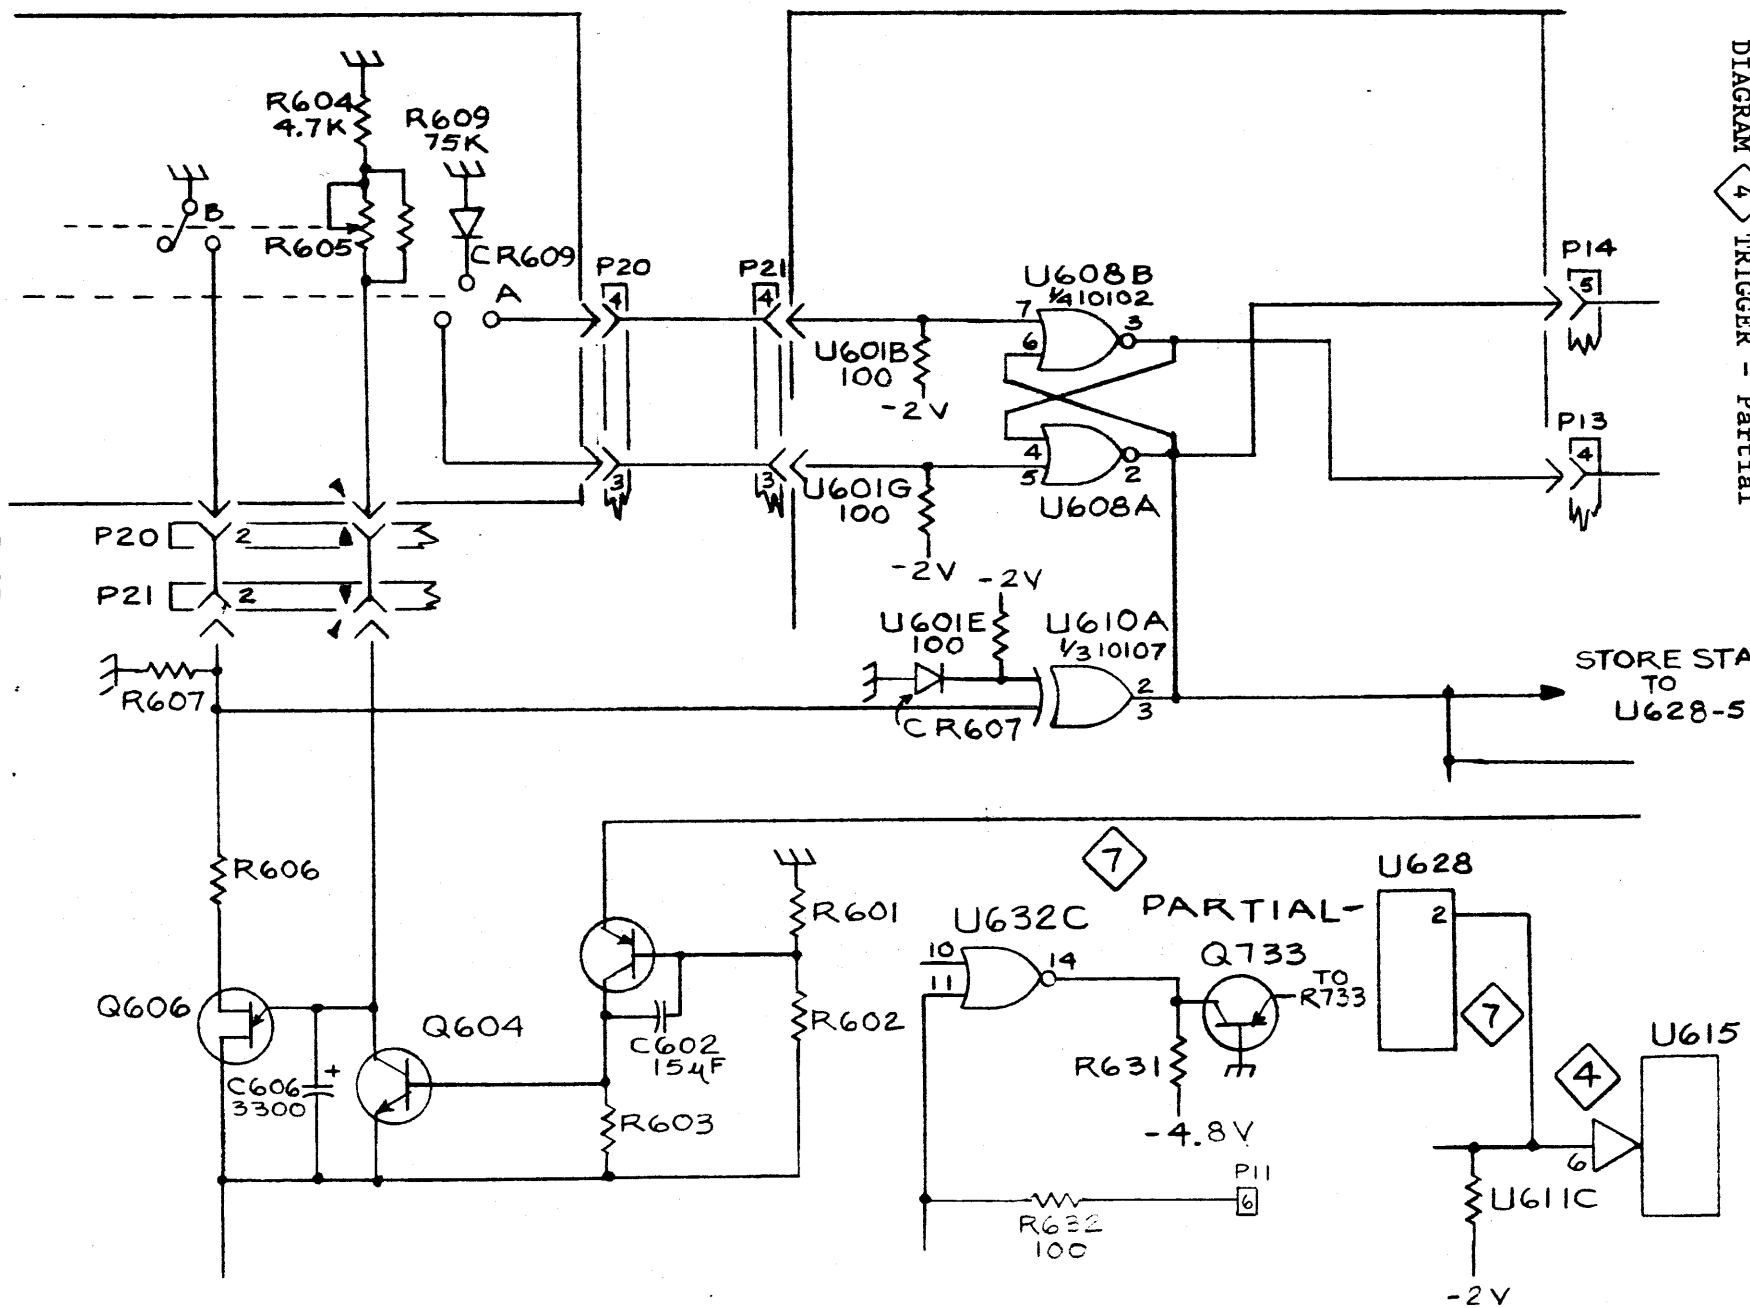 DIAGRAM 4 TRIGGER - Partial
R604
4.7K
R609
75K
B
R605
CR609
A
P20
4
P21
4
U608B
1/4 10102
7
6
3
U601B
100
-2V
P14
5
P13
4
4
5
2
U608A
3
3
U601G
100
-2V
P20
2
P21
2
-2V
U601E
100
U610A
1/3 10107
2
3
CR607
R607
STORE STA
TO
U628-5
R606
R601
7
PARTIAL-
U628
2
U632C
10
11
14
Q733
TO
R733
7
Q606
Q604
R602
C602
15µF
C606
3300
+
R603
R631
-4.8V
4
U615
6
P11
6
R632
100
U611C
-2V